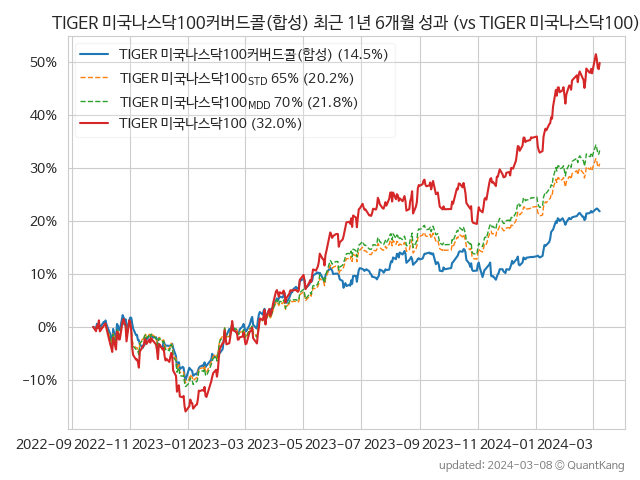 TIGER 미국나스닥100커버드콜(합성) 최근 1년 6개월 성과 (vs TIGER 미국나스닥100)
TIGER 미국나스닥100커버드콜(합성) (14.5%)
TIGER 미국나스닥100STD 65% (20.2%)
TIGER 미국나스닥100MDD 70% (21.8%)
TIGER 미국나스닥100 (32.0%)
50%
40%
30%
20%
10%
0%
−10%
2022-09 2022-11 2023-01 2023-03 2023-05 2023-07 2023-09 2023-11 2024-01 2024-03
updated: 2024-03-08 © QuantKang